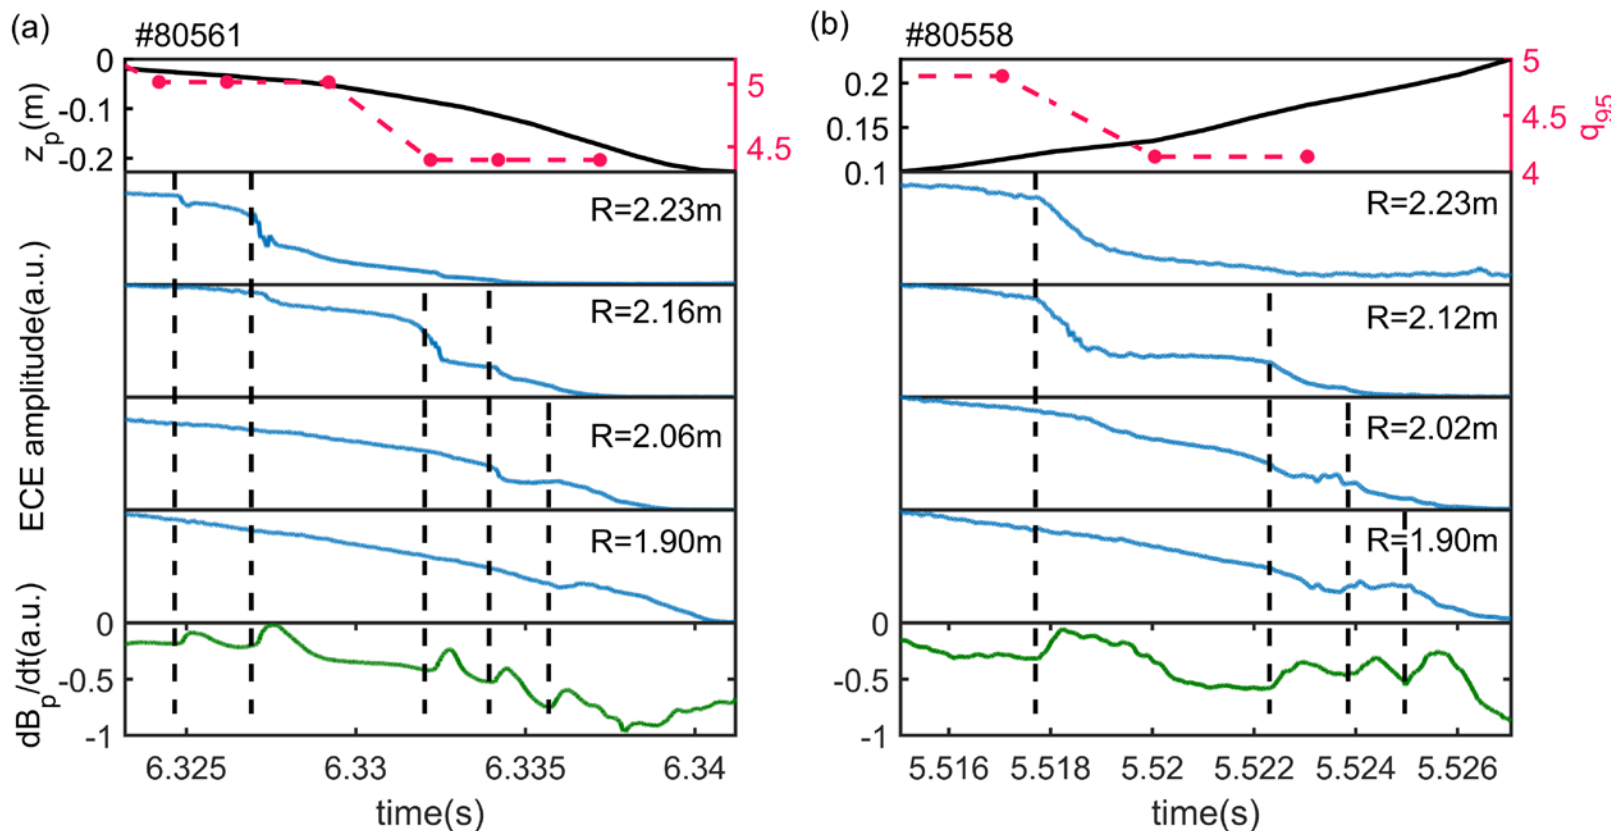 (a)
#80561
0
-0.1
-0.2
z_p(m)
5
4.5
R=2.23m
R=2.16m
R=2.06m
R=1.90m
ECE amplitude(a.u.)
0
-0.5
-1
dB_p/dt(a.u.)
6.325 6.33 6.335 6.34
time(s)
(b)
#80558
0.2
0.15
0.1
5
4.5
4
q_95
R=2.23m
R=2.12m
R=2.02m
R=1.90m
0
-0.5
-1
5.516 5.518 5.52 5.522 5.524 5.526
time(s)